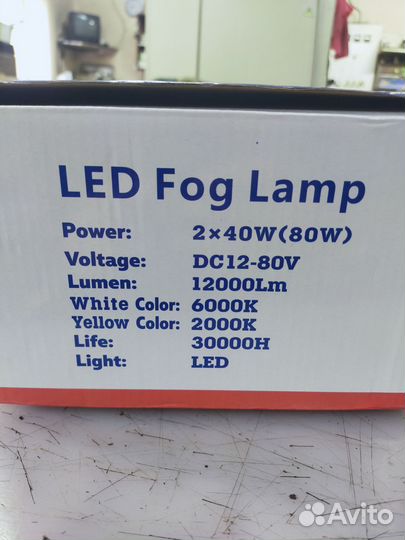 LED Fog Lamp
Power: 2×40W(80W)
Voltage: DC12-80V
Lumen: 12000Lm
White Color: 6000K
Yellow Color: 2000K
Life: 30000H
Light: LED
Avito